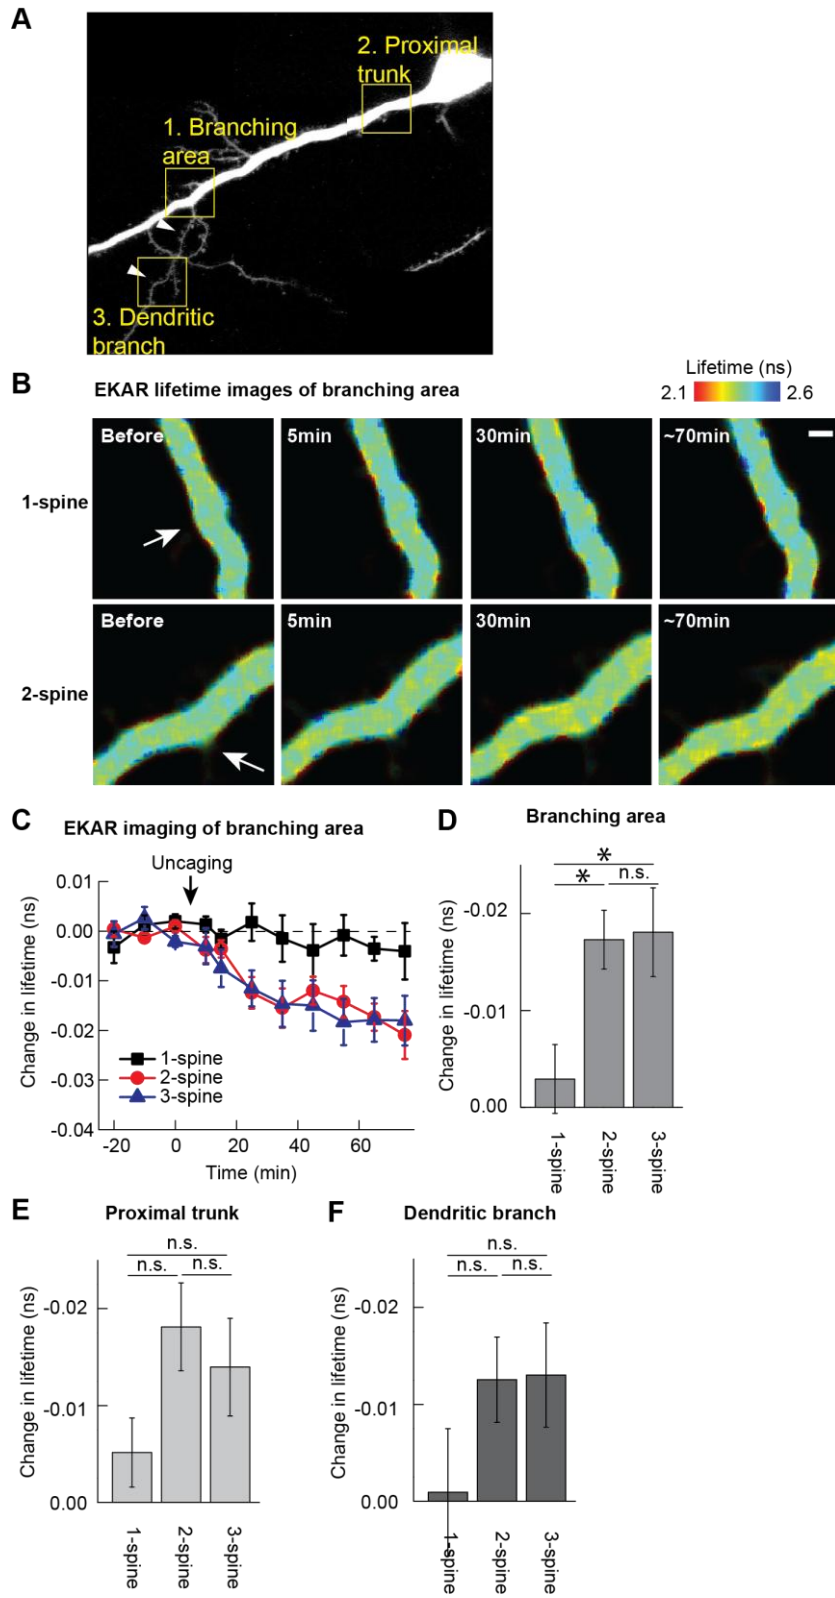 A
2. Proximal
trunk
1. Branching
area
3. Dendritic
branch
B
EKAR lifetime images of branching area
Lifetime (ns)
2.1
2.6
1-spine
Before
5min
30min
~70min
2-spine
Before
5min
30min
~70min
C
EKAR imaging of branching area
Uncaging
Change in lifetime (ns)
0.01
0.00
-0.01
-0.02
-0.03
-0.04
1-spine
2-spine
3-spine
-20
0
20
40
60
Time (min)
D
Branching area
*
*
n.s.
Change in lifetime (ns)
-0.02
-0.01
0.00
1-spine
2-spine
3-spine
E
Proximal trunk
n.s.
n.s.
n.s.
Change in lifetime (ns)
-0.02
-0.01
0.00
1-spine
2-spine
3-spine
F
Dendritic branch
n.s.
n.s.
n.s.
Change in lifetime (ns)
-0.02
-0.01
0.00
1-spine
2-spine
3-spine